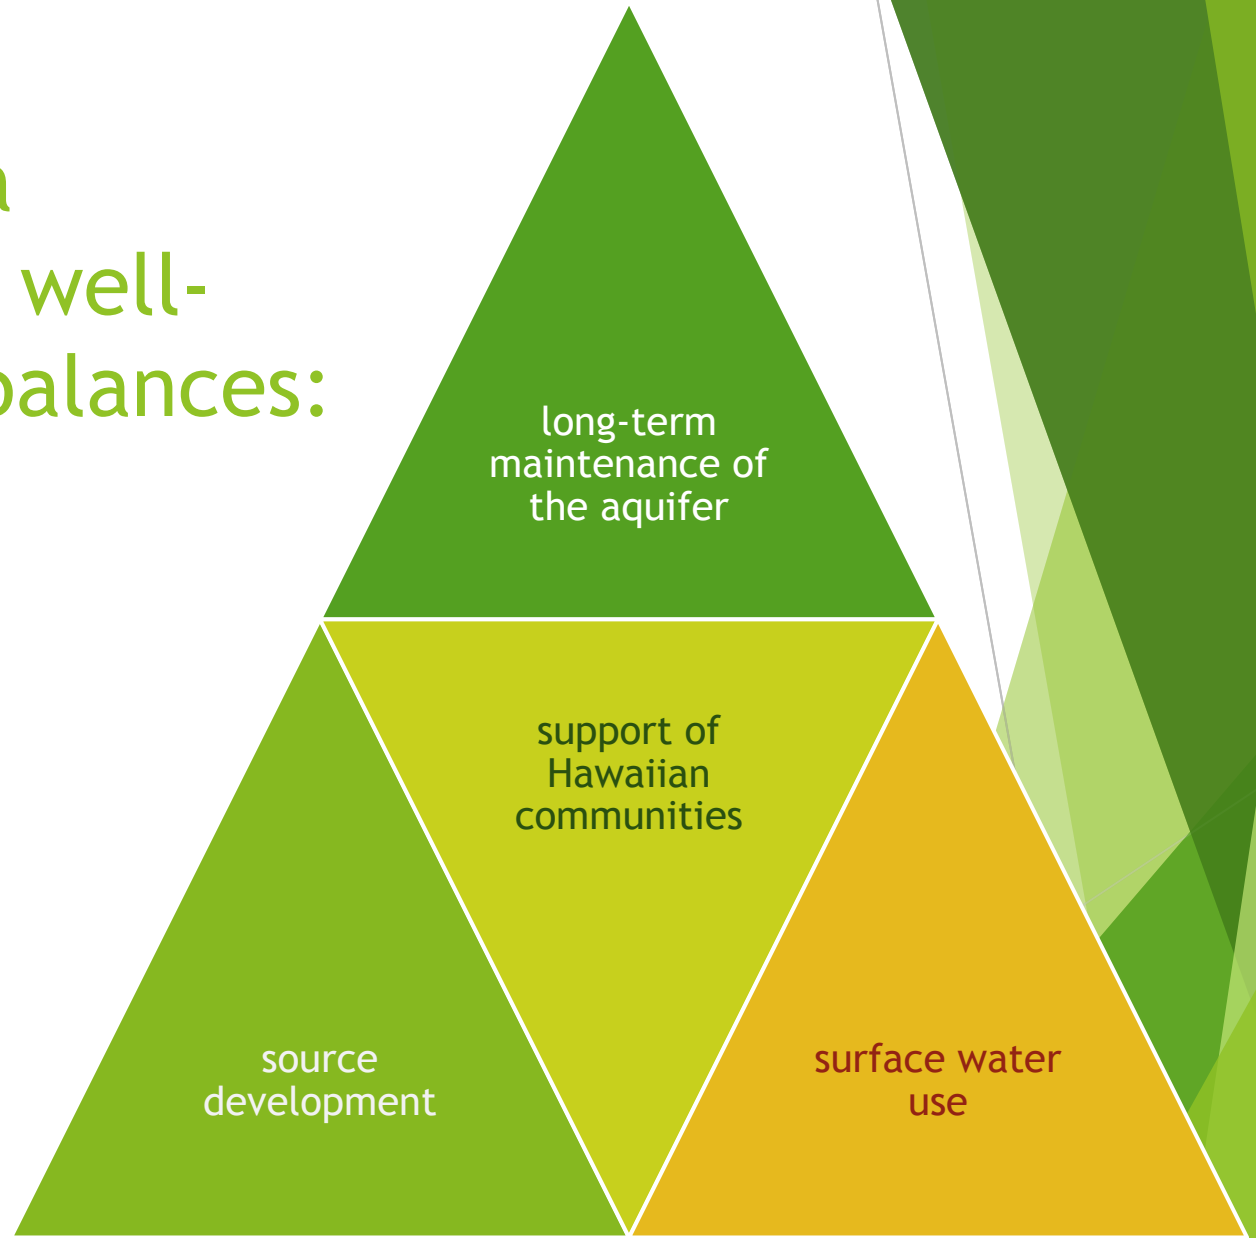 well-
balances:
long-term
maintenance of
the aquifer
support of
Hawaiian
communities
source
development
surface water
use